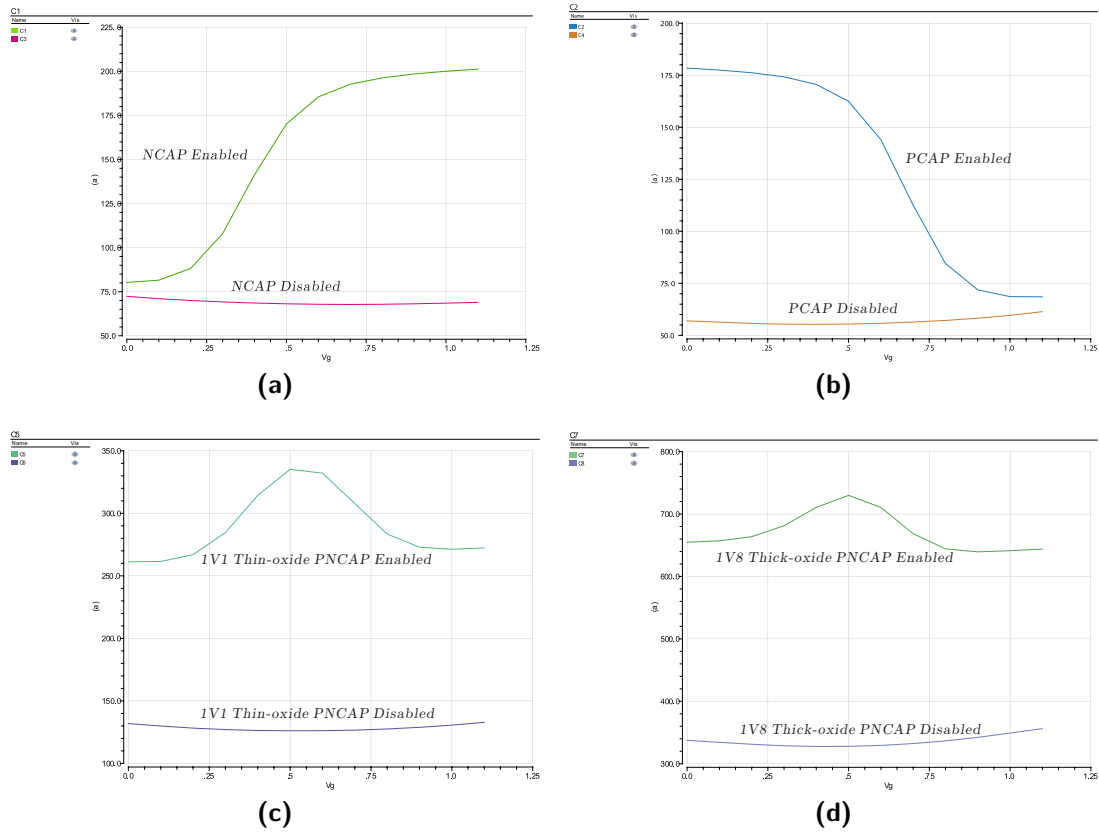 C1
Name Vis
C1
C3
225.0
200.0
175.0
150.0
125.0
100.0
75.0
50.0
(a)
NCAP Enabled
NCAP Disabled
0.0 .25 .5 .75 1.0 1.25
Vg
(a)
C2
Name Vis
C2
C4
200.0
175.0
150.0
125.0
100.0
75.0
50.0
(a)
PCAP Enabled
PCAP Disabled
0.0 .25 .5 .75 1.0 1.25
Vg
(b)
C5
Name Vis
C5
C6
350.0
300.0
250.0
200.0
150.0
100.0
(a)
1V1 Thin-oxide PNCAP Enabled
1V1 Thin-oxide PNCAP Disabled
0.0 .25 .5 .75 1.0 1.25
Vg
(c)
C7
Name Vis
C7
C8
800.0
700.0
600.0
500.0
400.0
300.0
(a)
1V8 Thick-oxide PNCAP Enabled
1V8 Thick-oxide PNCAP Disabled
0.0 .25 .5 .75 1.0 1.25
Vg
(d)